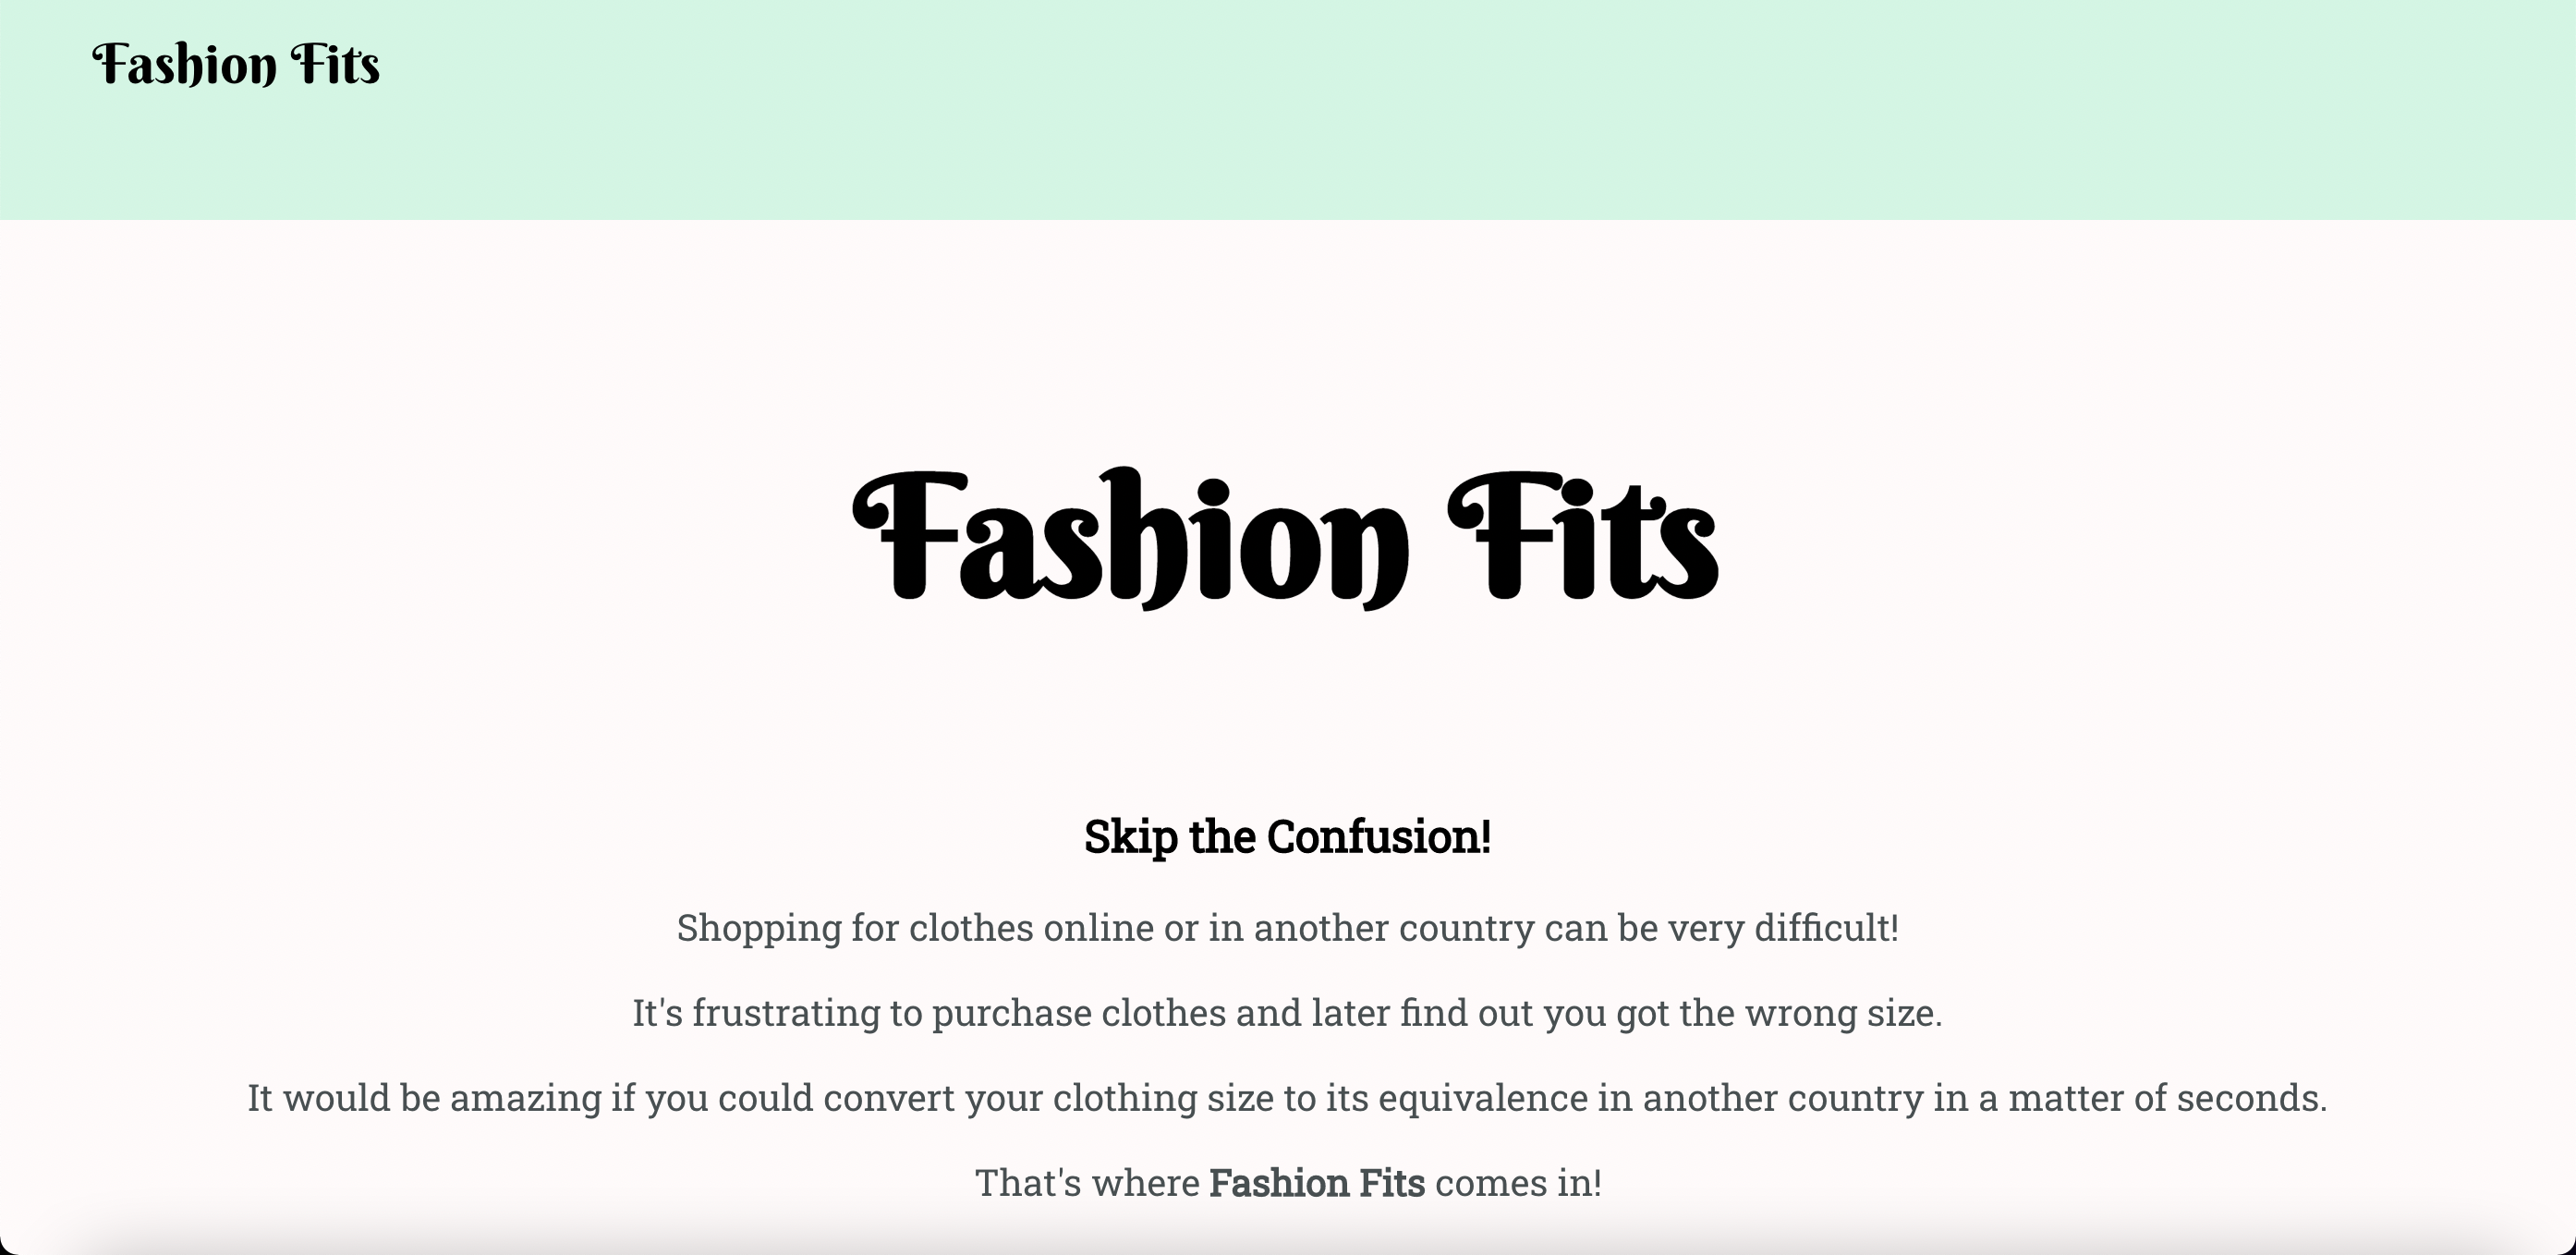 Fashion Fits
Fashion Fits
Skip the Confusion!
Shopping for clothes online or in another country can be very difficult!
It's frustrating to purchase clothes and later find out you got the wrong size.
It would be amazing if you could convert your clothing size to its equivalence in another country in a matter of seconds.
That's where Fashion Fits comes in!